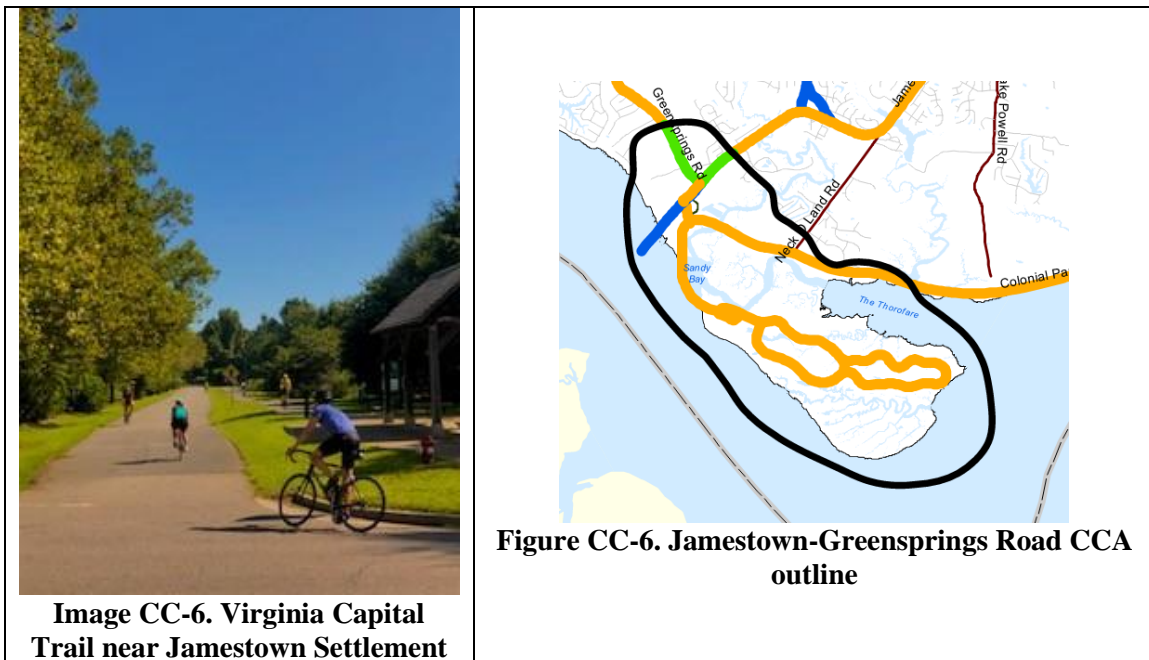 Image CC-6. Virginia Capital
Trail near Jamestown Settlement
Greensprings Rd
Jame
ake Powell Rd
Neck O Land Rd
Sandy
Bay
The Thorofare
Colonial Pa
Figure CC-6. Jamestown-Greensprings Road CCA
outline